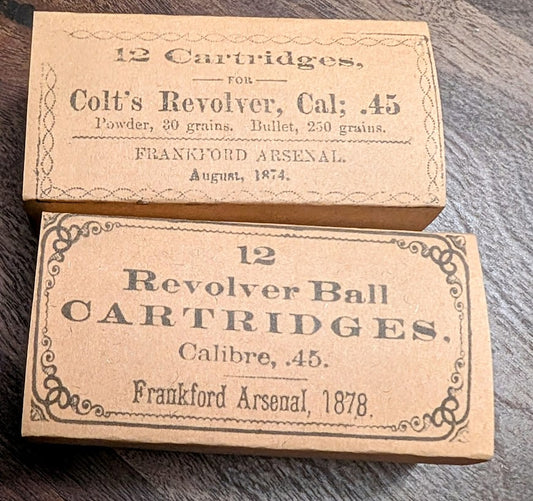 12 Cartridges,
FOR
Colt's Revolver, Cal; .45
Powder, 30 grains. Bullet, 250 grains.
FRANKFORD ARSENAL.
August, 1874.
12
Revolver Ball
CARTRIDGES.
Calibre, .45.
Frankford Arsenal, 1878.